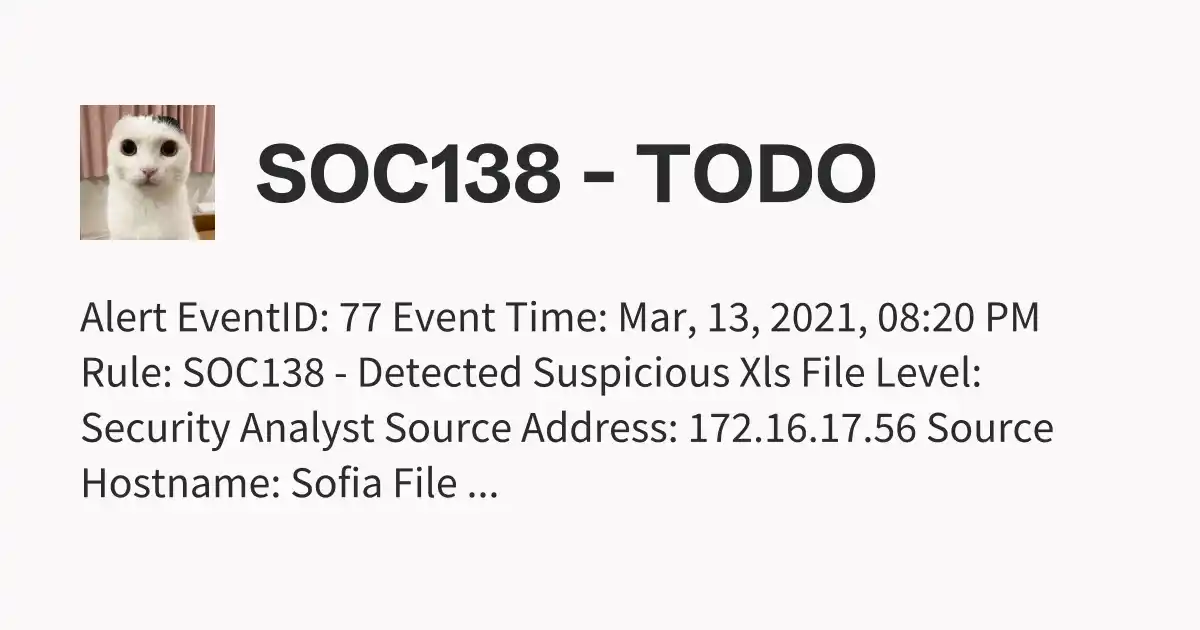 SOC138 - TODO
Alert EventID: 77 Event Time: Mar, 13, 2021, 08:20 PM
Rule: SOC138 - Detected Suspicious Xls File Level:
Security Analyst Source Address: 172.16.17.56 Source
Hostname: Sofia File ...